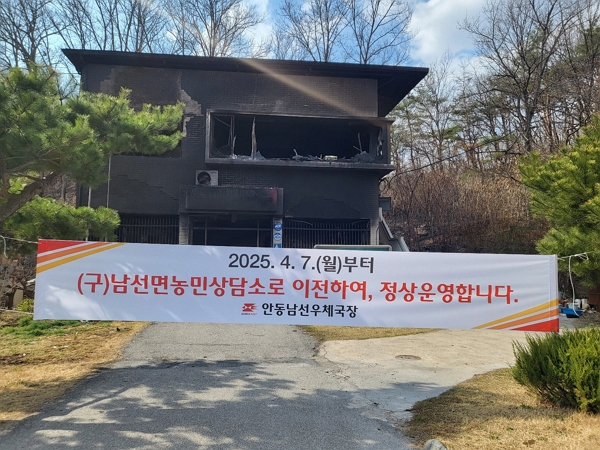 2025. 4. 7.(월)부터
(구)남선면농민상담소로 이전하여, 정상운영합니다.
안동남선우체국장